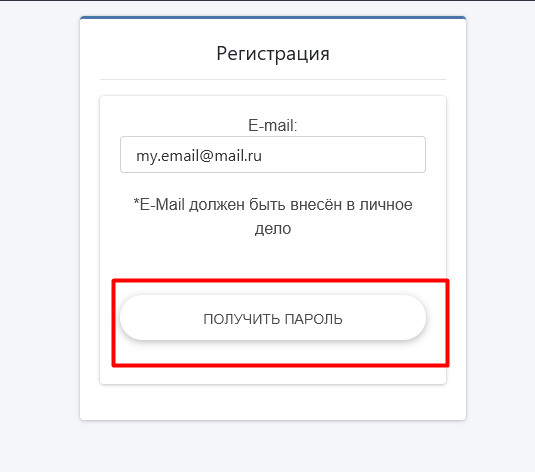 Регистрация
E-mail:
my.email@mail.ru
*E-Mail должен быть внесён в личное
дело
ПОЛУЧИТЬ ПАРОЛЬ